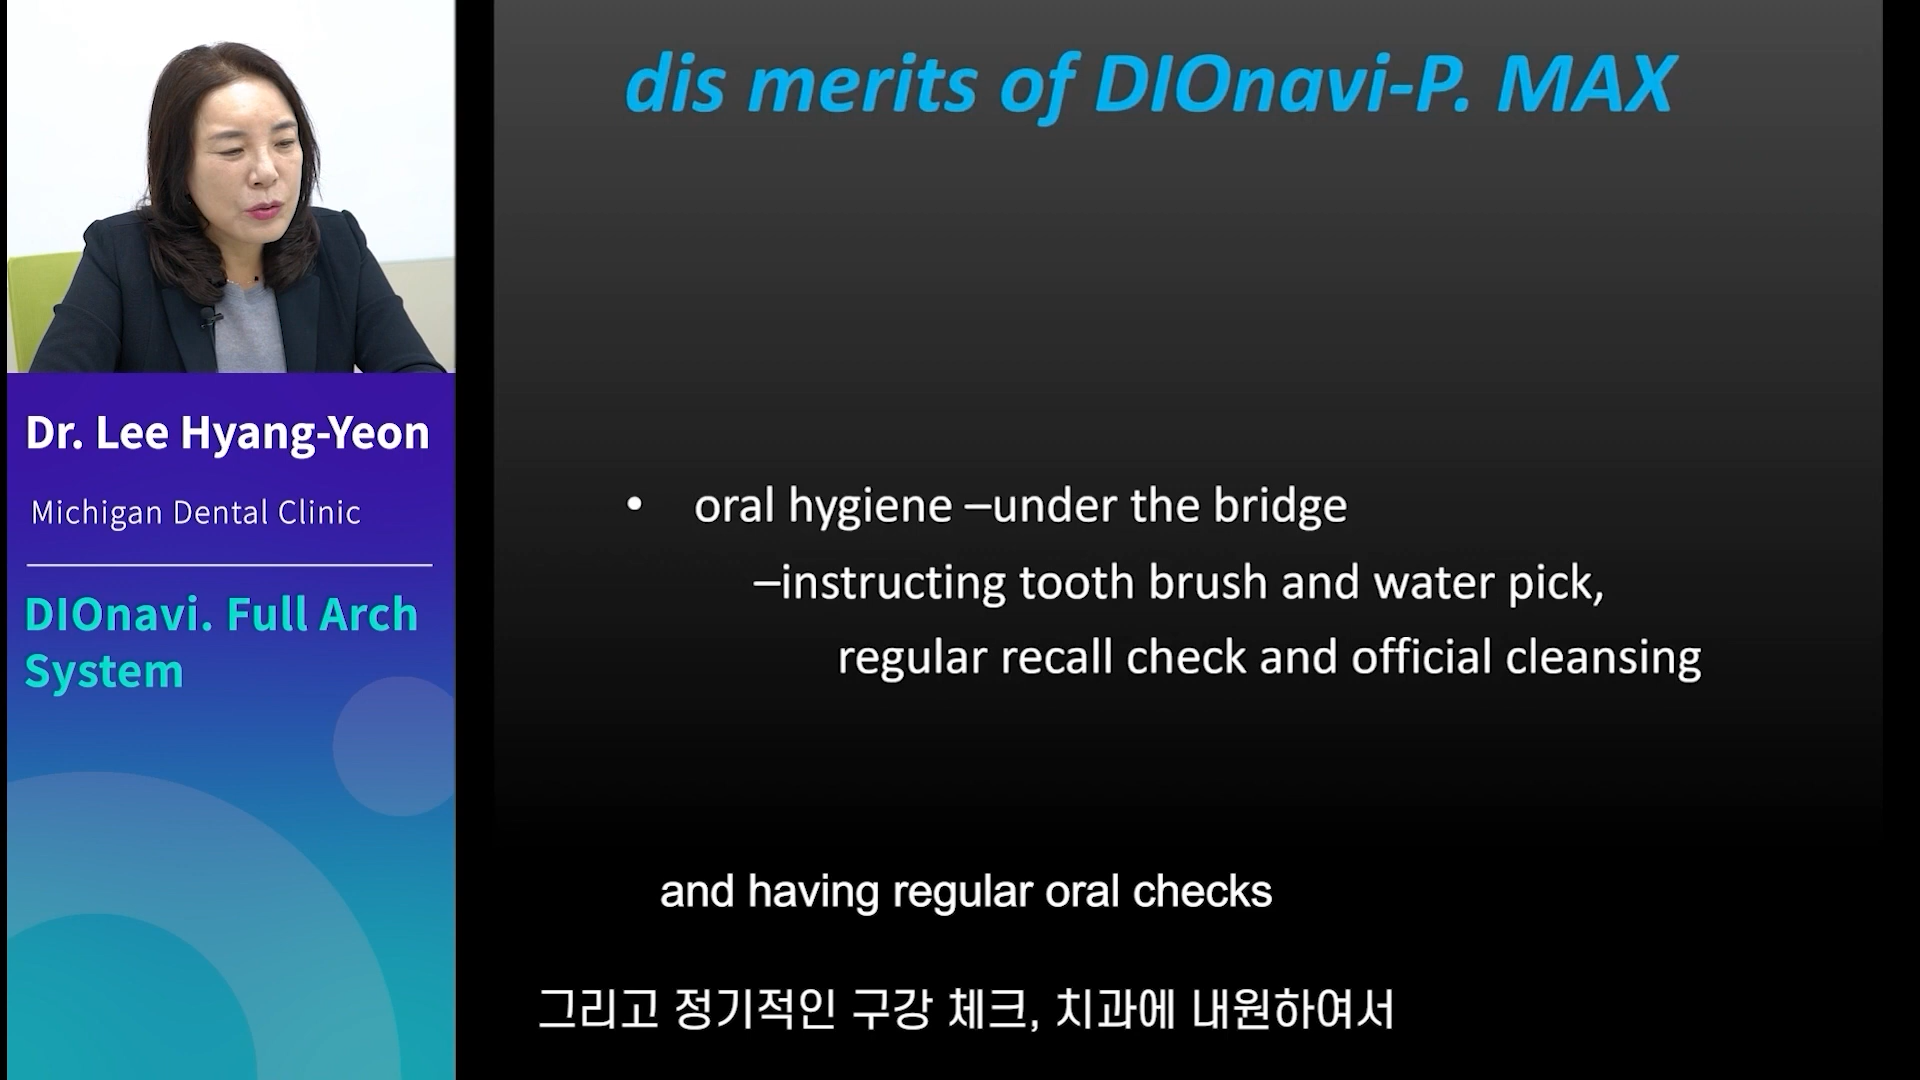 dis merits of DIOnavi-P. MAX
Dr. Lee Hyang-Yeon
Michigan Dental Clinic
DIOnavi. Full Arch
System
• oral hygiene –under the bridge
–instructing tooth brush and water pick,
regular recall check and official cleansing
and having regular oral checks
그리고 정기적인 구강 체크, 치과에 내원하여서